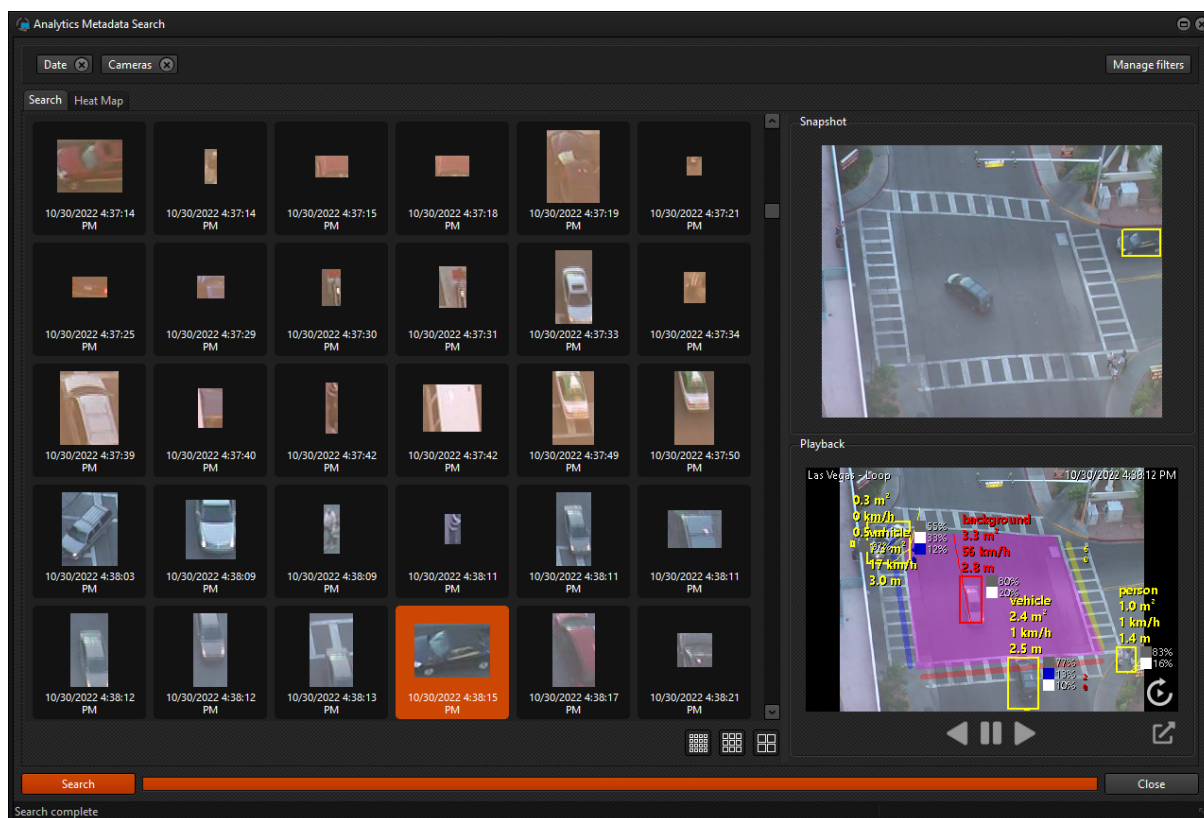 Analytics Metadata Search
Date
Cameras
Manage filters
Search Heat Map
10/30/2022 4:37:14
PM
10/30/2022 4:37:14
PM
10/30/2022 4:37:15
PM
10/30/2022 4:37:18
PM
10/30/2022 4:37:19
PM
10/30/2022 4:37:21
PM
10/30/2022 4:37:25
PM
10/30/2022 4:37:29
PM
10/30/2022 4:37:30
PM
10/30/2022 4:37:31
PM
10/30/2022 4:37:33
PM
10/30/2022 4:37:34
PM
10/30/2022 4:37:39
PM
10/30/2022 4:37:40
PM
10/30/2022 4:37:42
PM
10/30/2022 4:37:42
PM
10/30/2022 4:37:49
PM
10/30/2022 4:37:50
PM
10/30/2022 4:38:03
PM
10/30/2022 4:38:09
PM
10/30/2022 4:38:09
PM
10/30/2022 4:38:11
PM
10/30/2022 4:38:11
PM
10/30/2022 4:38:11
PM
10/30/2022 4:38:12
PM
10/30/2022 4:38:12
PM
10/30/2022 4:38:13
PM
10/30/2022 4:38:15
PM
10/30/2022 4:38:17
PM
10/30/2022 4:38:21
PM
Snapshot
Playback
Las Vegas - Loop 10/30/2022 4:38:12 PM
0.3 m²
0 km/h
vehicle
17 km/h
3.0 m
55%
33%
12%
background
3.3 m²
56 km/h
2.8 m
80%
20%
vehicle
2.4 m²
1 km/h
2.5 m
77%
13%
10%
person
1.0 m²
1 km/h
1.4 m
83%
16%
Search
Close
Search complete